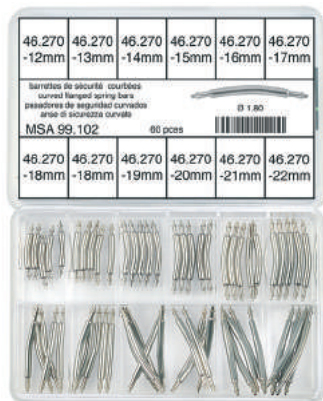 46.270 46.270 46.270 46.270 46.270 46.270
-12mm -13mm -14mm -15mm -16mm -17mm
barrettes de sécurité courbées
curved flanged spring bars
pasadores de seguridad curvados
anse di sicurezza curvate
Ø 1.80
MSA 99.102 60 pces
46.270 46.270 46.270 46.270 46.270 46.270
-18mm -18mm -19mm -20mm -21mm -22mm